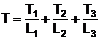 T = T₁/L₁ + T₂/L₂ + T₃/L₃